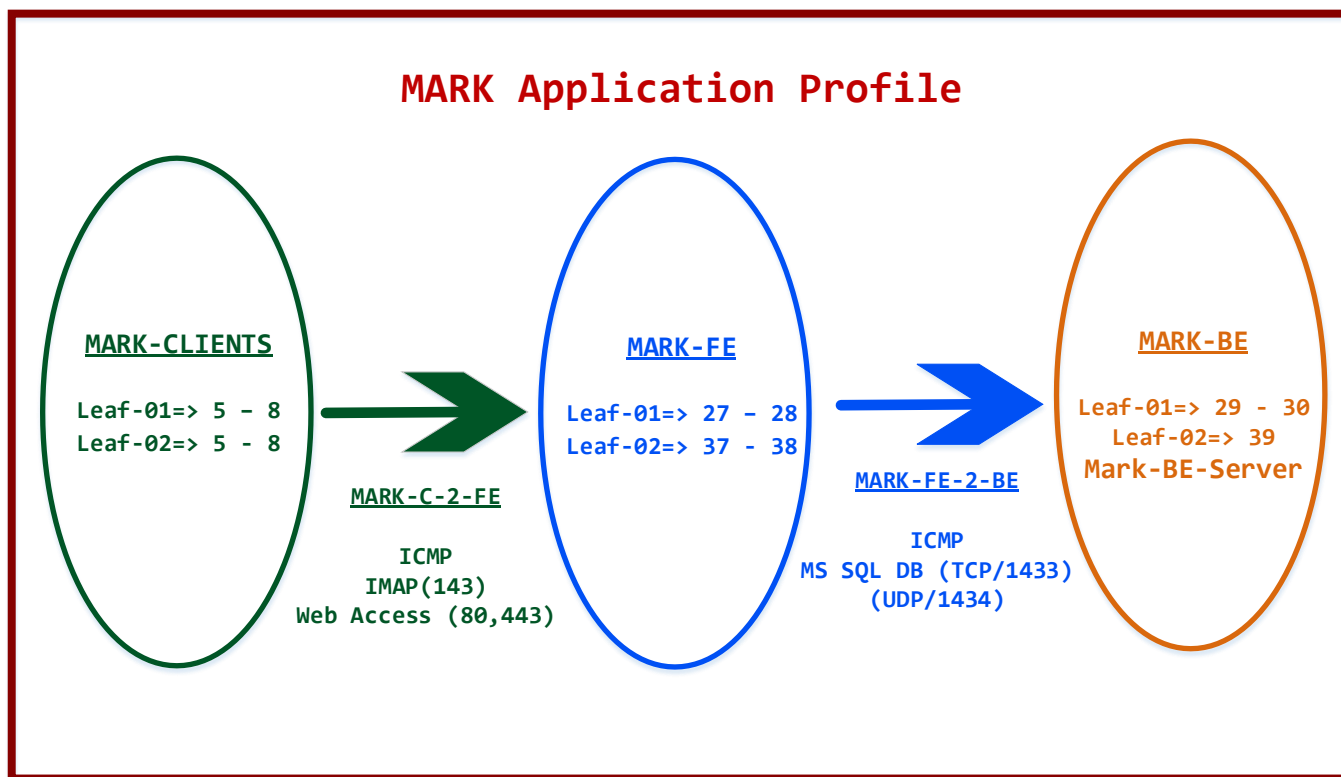 MARK Application Profile
MARK-CLIENTS
Leaf-01=> 5 – 8
Leaf-02=> 5 - 8
MARK-C-2-FE
ICMP
IMAP(143)
Web Access (80,443)
MARK-FE
Leaf-01=> 27 – 28
Leaf-02=> 37 - 38
MARK-FE-2-BE
ICMP
MS SQL DB (TCP/1433)
(UDP/1434)
MARK-BE
Leaf-01=> 29 - 30
Leaf-02=> 39
Mark-BE-Server